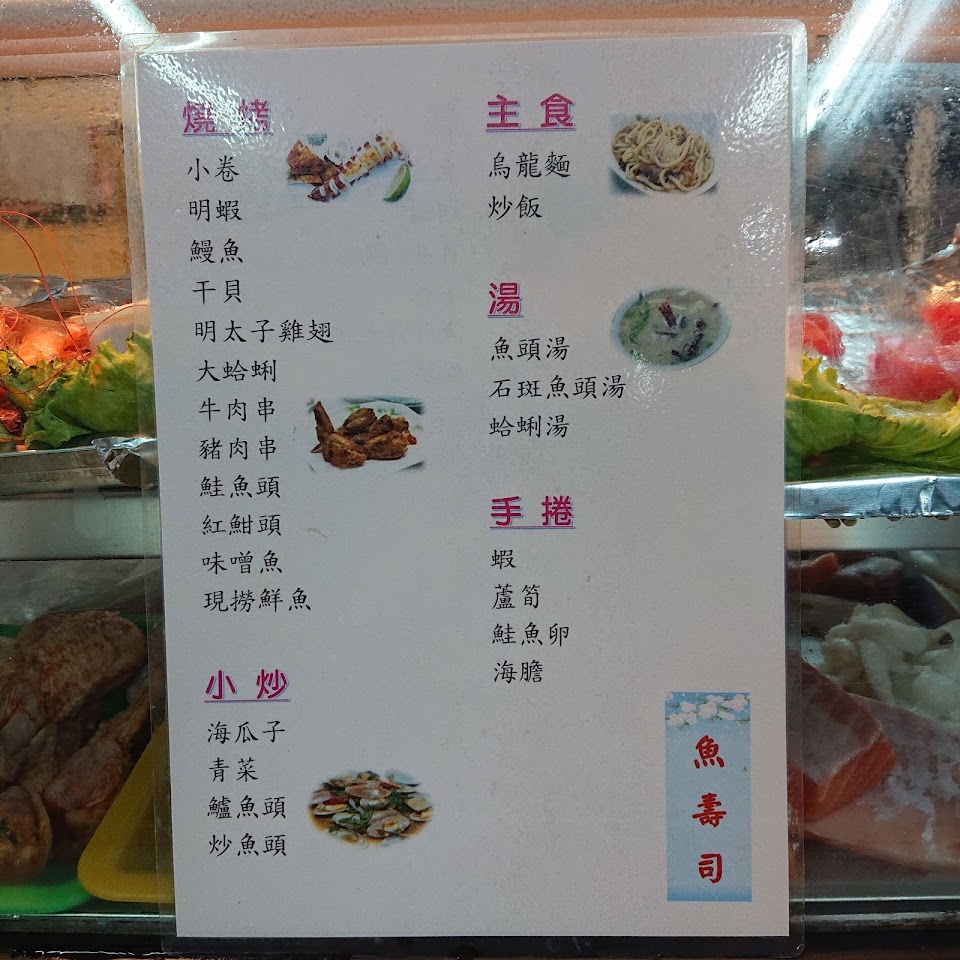 燒烤
小卷
明蝦
鰻魚
干貝
明太子雞翅
大蛤蜊
牛肉串
豬肉串
鮭魚頭
紅魽頭
味噌魚
現撈鮮魚
小炒
海瓜子
青菜
鱸魚頭
炒魚頭
主食
烏龍麵
炒飯
湯
魚頭湯
石斑魚頭湯
蛤蜊湯
手捲
蝦
蘆筍
鮭魚卵
海膽
魚壽司